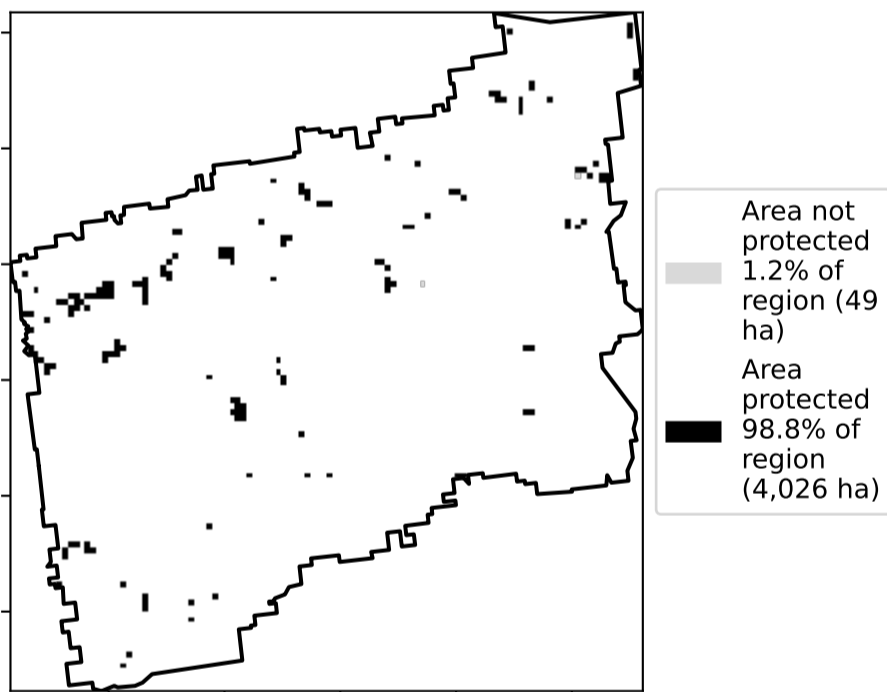 Area not
protected
1.2% of
region (49
ha)
Area
protected
98.8% of
region
(4,026 ha)